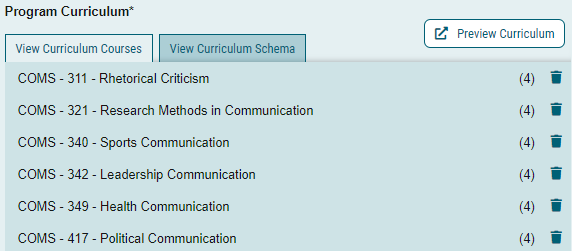 Program Curriculum*
Preview Curriculum
View Curriculum Courses View Curriculum Schema
COMS - 311 - Rhetorical Criticism (4)
COMS - 321 - Research Methods in Communication (4)
COMS - 340 - Sports Communication (4)
COMS - 342 - Leadership Communication (4)
COMS - 349 - Health Communication (4)
COMS - 417 - Political Communication (4)